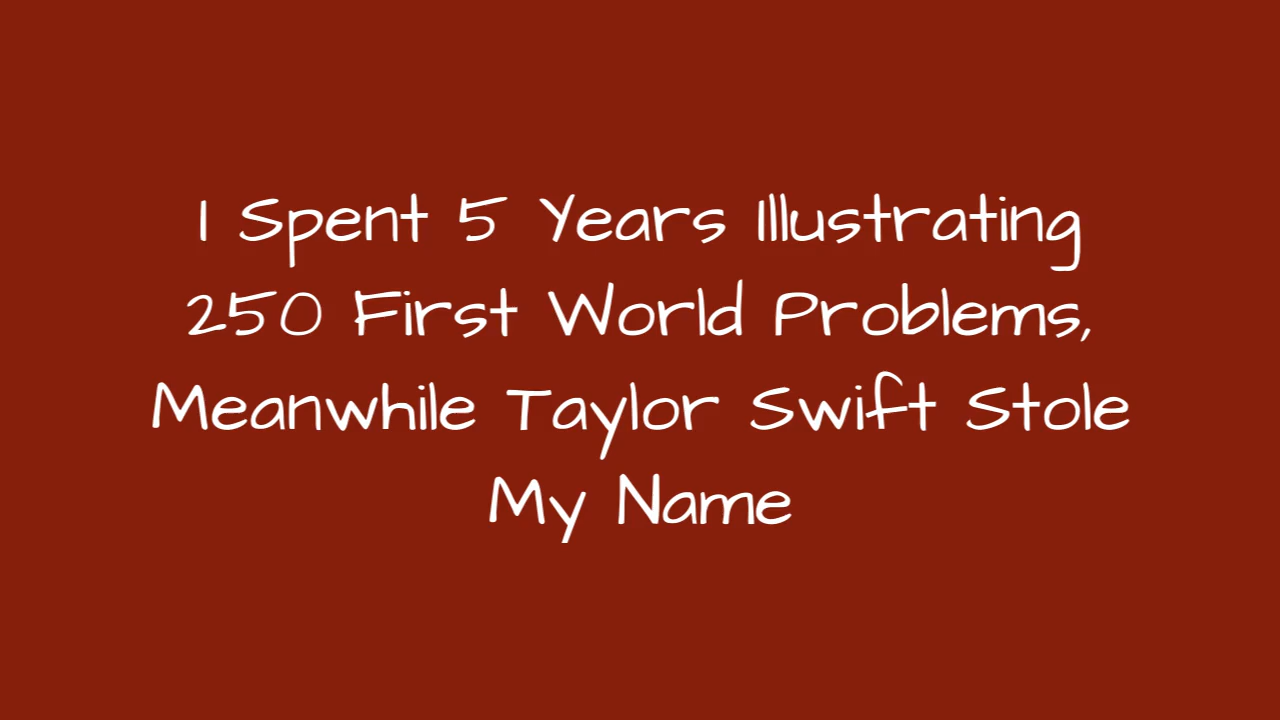 I Spent 5 Years Illustrating
250 First World Problems,
Meanwhile Taylor Swift Stole
My Name